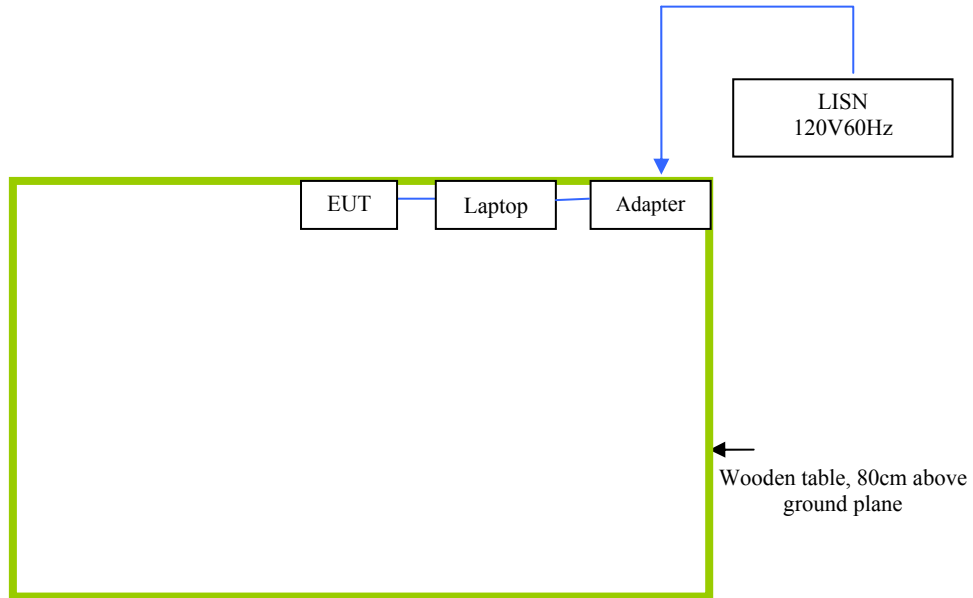 LISN
120V60Hz
EUT
Laptop
Adapter
Wooden table, 80cm above
ground plane